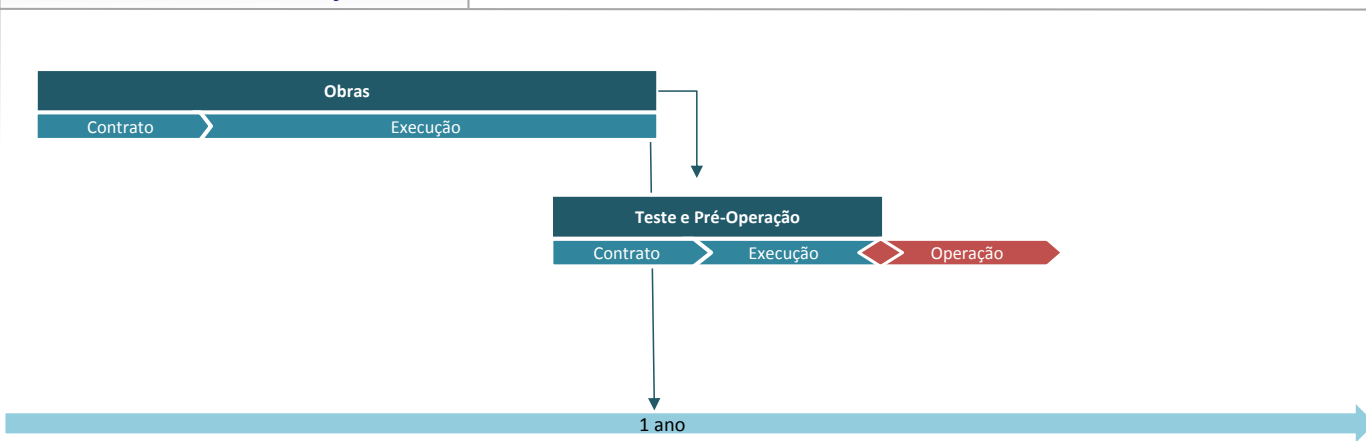 Obras
Contrato
Execução
Teste e Pré-Operação
Contrato
Execução
Operação
1 ano